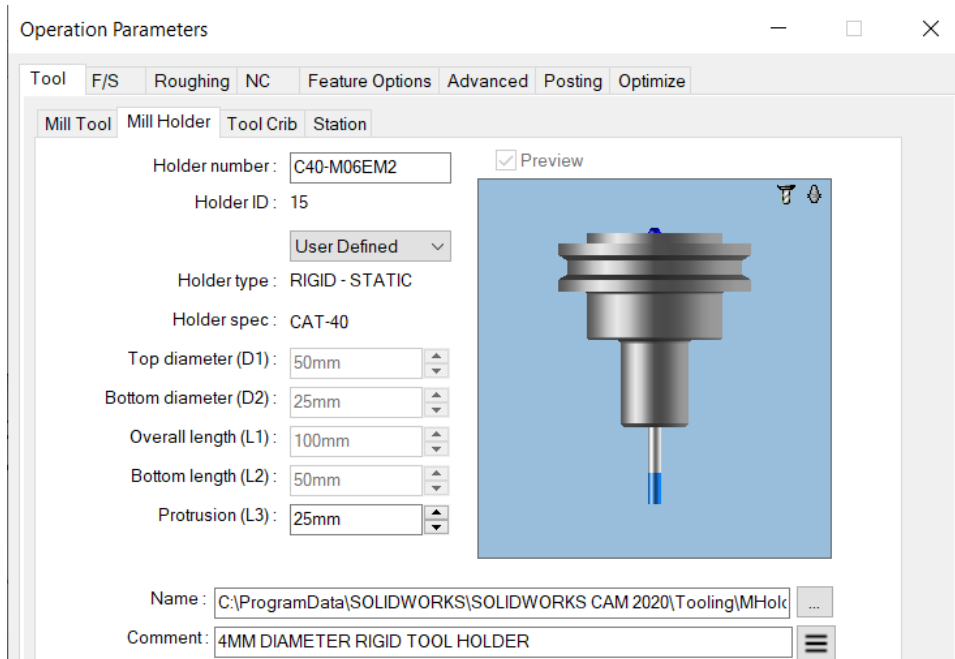 Operation Parameters
Tool F/S Roughing NC Feature Options Advanced Posting Optimize
Mill Tool Mill Holder Tool Crib Station
Holder number : C40-M06EM2
Preview
Holder ID : 15
User Defined
Holder type : RIGID - STATIC
Holder spec : CAT-40
Top diameter (D1) : 50mm
Bottom diameter (D2) : 25mm
Overall length (L1) : 100mm
Bottom length (L2) : 50mm
Protrusion (L3) : 25mm
Name : C:\ProgramData\SOLIDWORKS\SOLIDWORKS CAM 2020\Tooling\MHolc ...
Comment : 4MM DIAMETER RIGID TOOL HOLDER